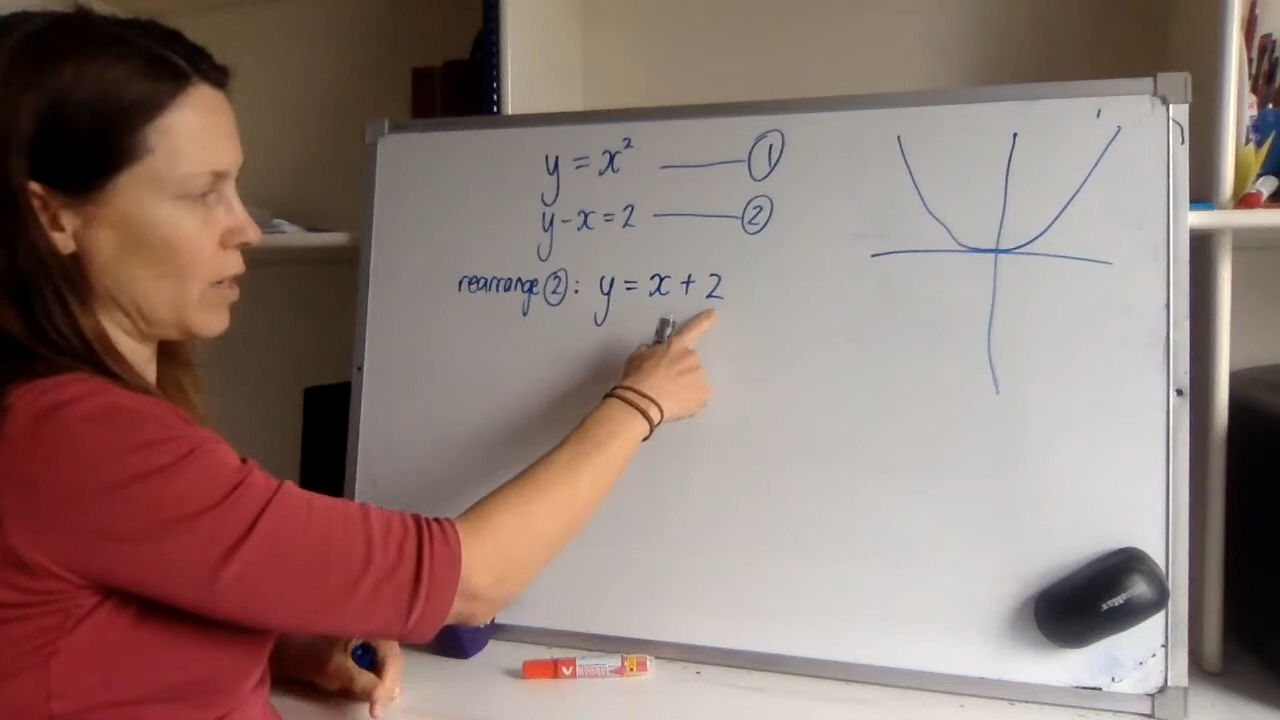 y = x² ——— ①
y - x = 2 ——— ②
rearrange ② : y = x + 2